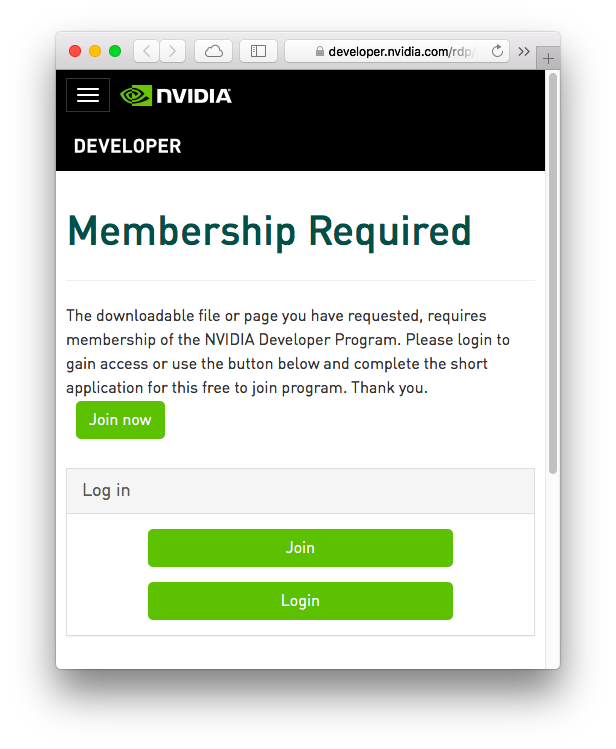 developer.nvidia.com/rdp/
NVIDIA
DEVELOPER
Membership Required
The downloadable file or page you have requested, requires
membership of the NVIDIA Developer Program. Please login to
gain access or use the button below and complete the short
application for this free to join program. Thank you.
Join now
Log in
Join
Login